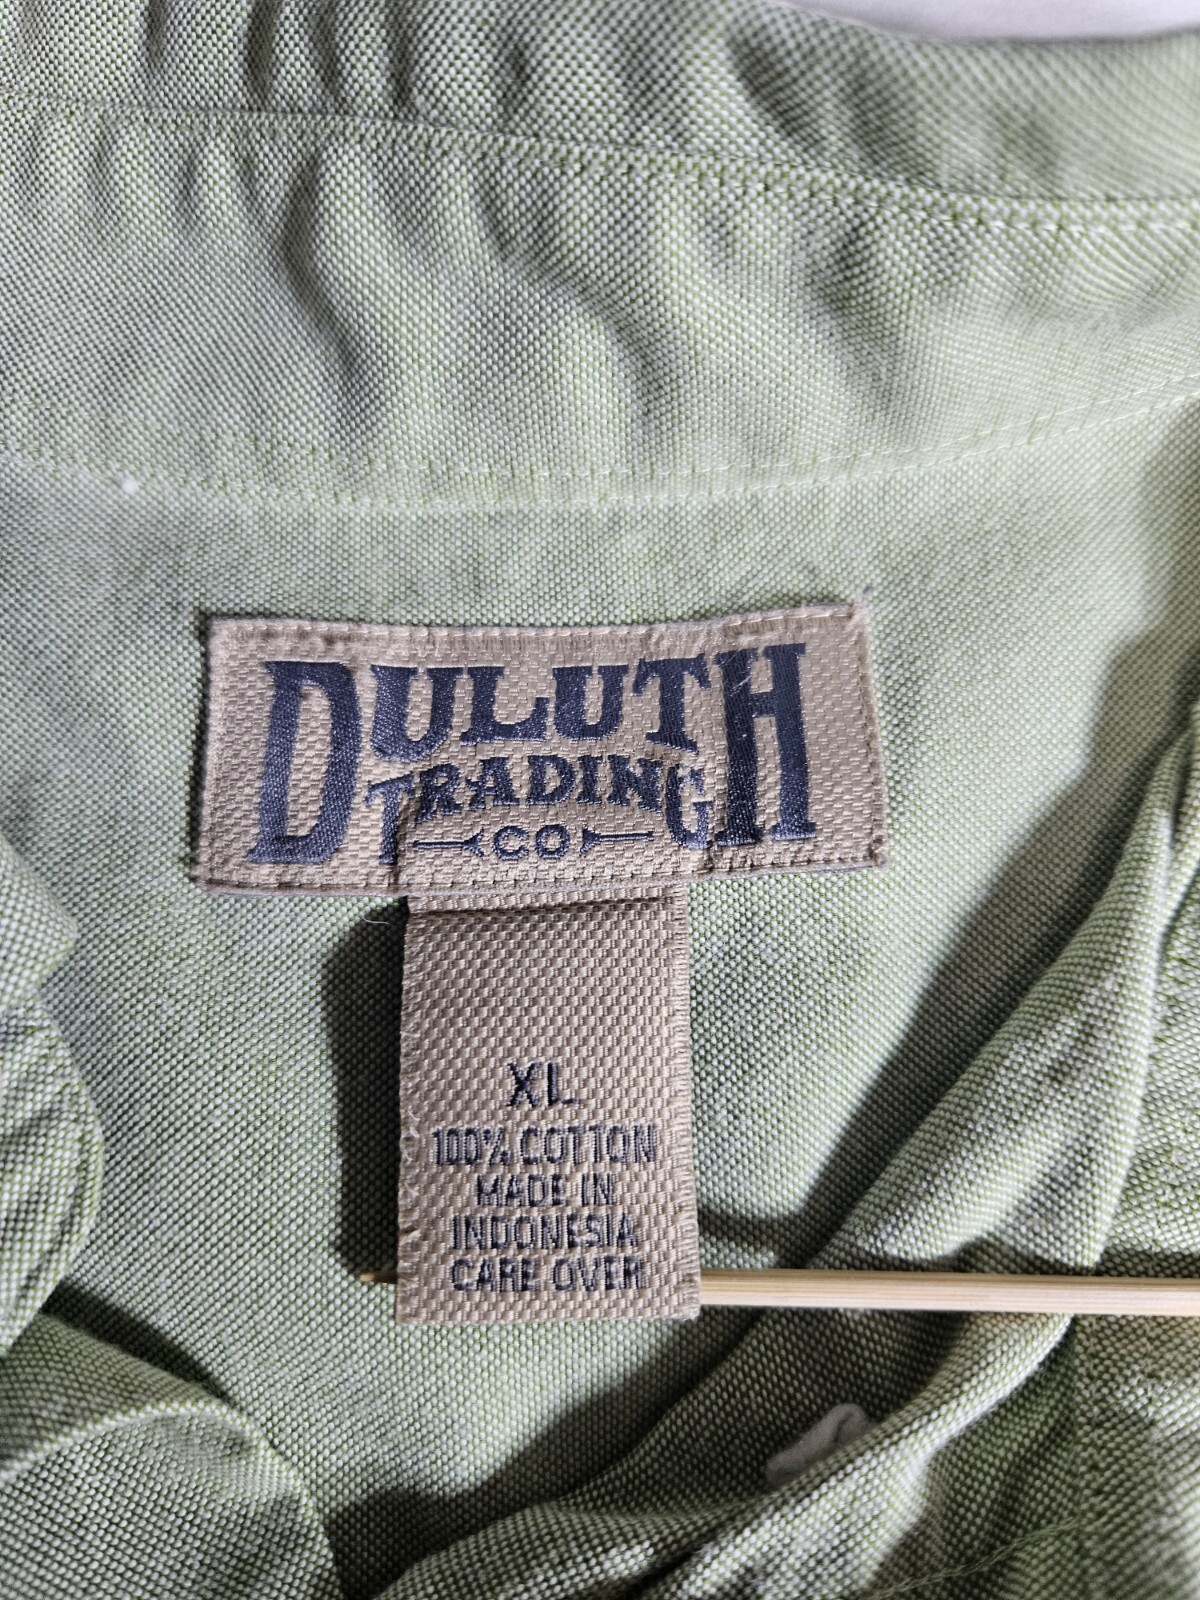 DULUTH
TRADING
CO
XL
100% COTTON
MADE IN
INDONESIA
CARE OVER